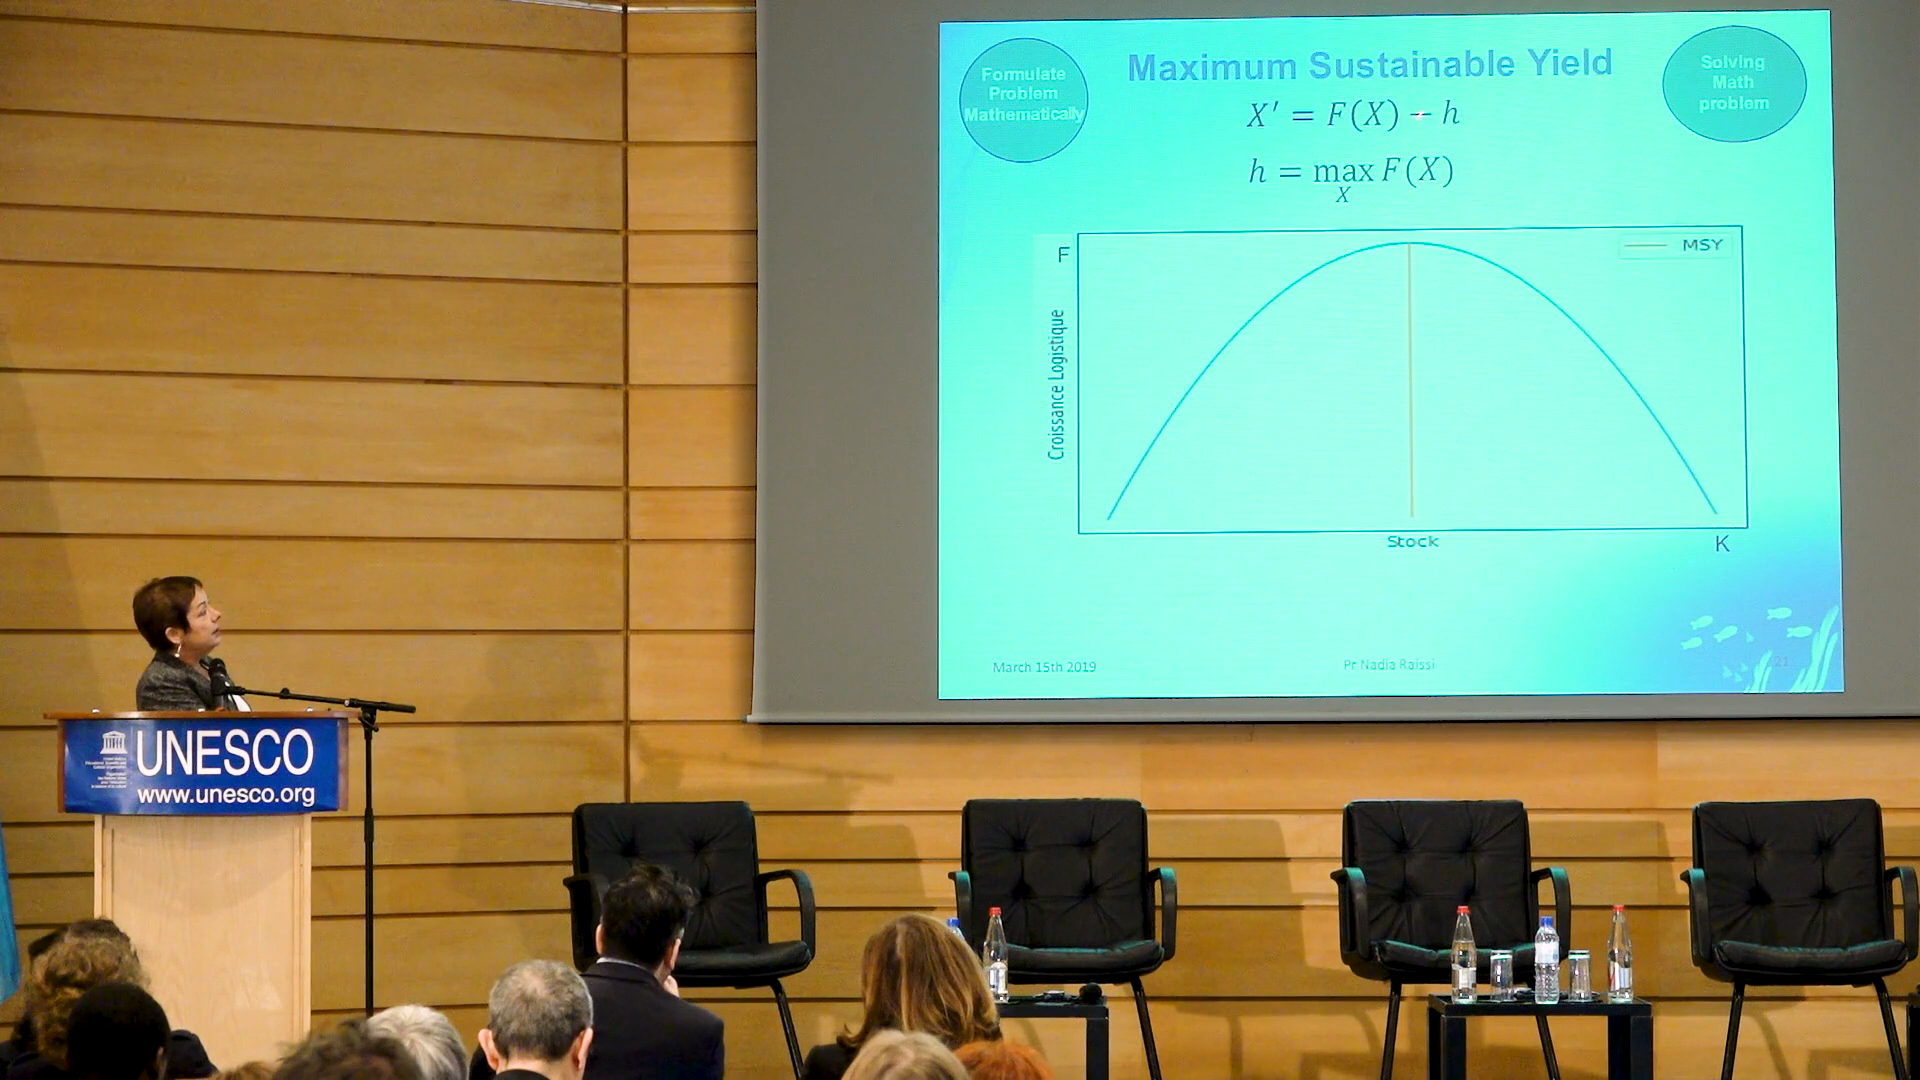 Formulate
Problem
Mathematically
Maximum Sustainable Yield
Solving
Math
problem
X′ = F(X) − h
h = max F(X)
X
F
MSY
Croissance Logistique
Stock
K
March 15th 2019
Pr Nadia Raissi
21
UNESCO
www.unesco.org